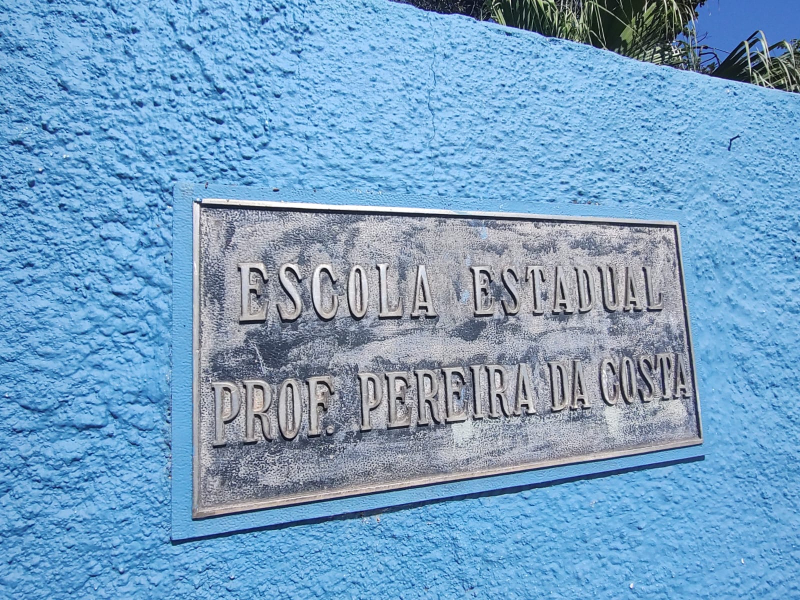 ESCOLA ESTADUAL
PROF. PEREIRA DA COSTA